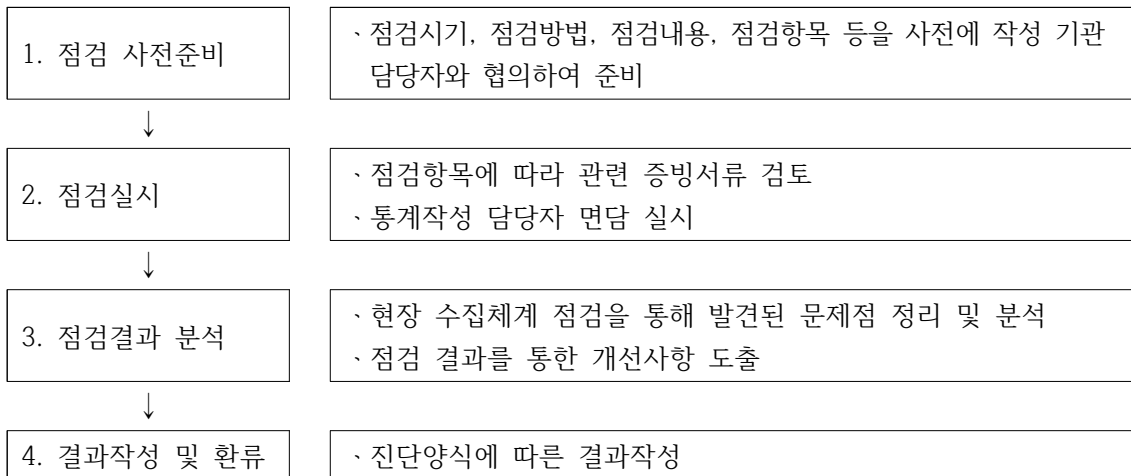 1. 점검 사전준비
、점검시기, 점검방법, 점검내용, 점검항목 등을 사전에 작성 기관
담당자와 협의하여 준비
↓
2. 점검실시
、점검항목에 따라 관련 증빙서류 검토
、통계작성 담당자 면담 실시
↓
3. 점검결과 분석
、현장 수집체계 점검을 통해 발견된 문제점 정리 및 분석
、점검 결과를 통한 개선사항 도출
↓
4. 결과작성 및 환류
、진단양식에 따른 결과작성